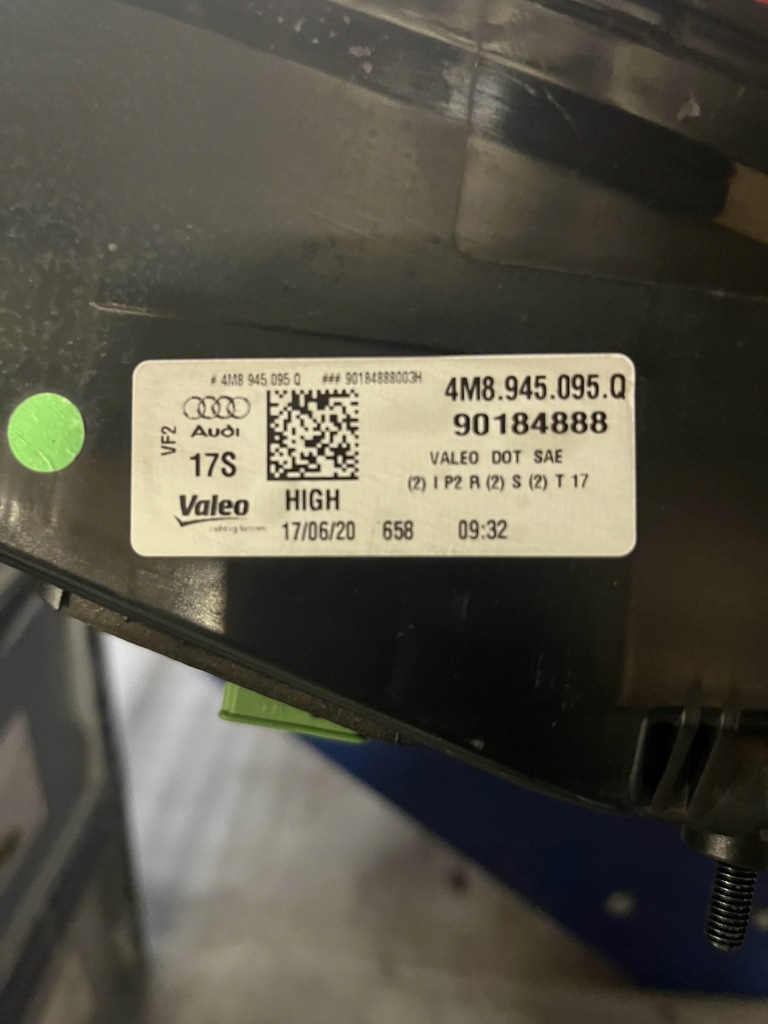 # 4M8 945 095 Q ### 90184888003H
4M8.945.095.Q
90184888
VF2
Audi
17S
VALEO DOT SAE
(2) I P2 R (2) S (2) T 17
Valeo
HIGH
17/06/20 658 09:32